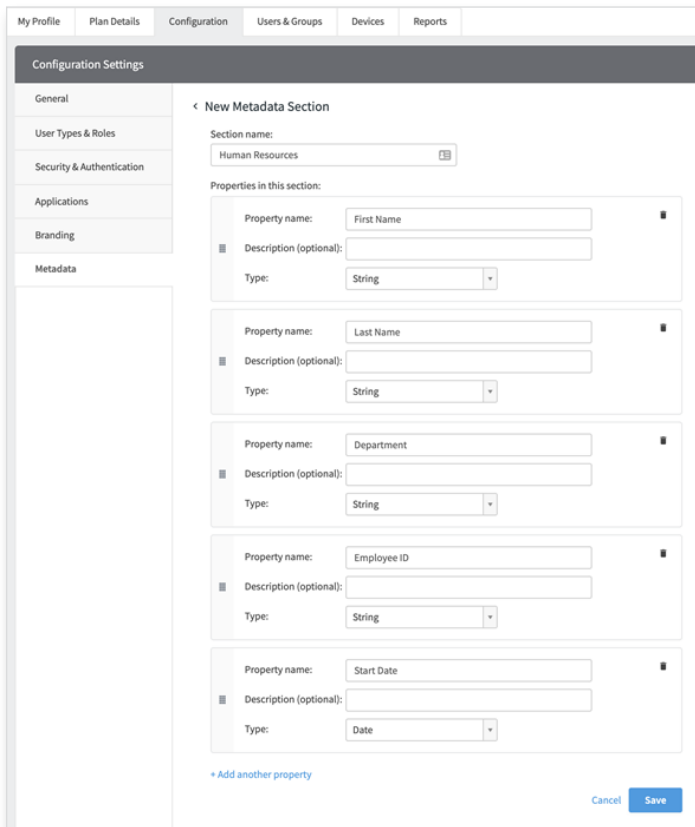 My Profile Plan Details Configuration Users & Groups Devices Reports
Configuration Settings
General
User Types & Roles
Security & Authentication
Applications
Branding
Metadata
< New Metadata Section
Section name:
Human Resources
Properties in this section:
Property name: First Name
Description (optional):
Type: String
Property name: Last Name
Description (optional):
Type: String
Property name: Department
Description (optional):
Type: String
Property name: Employee ID
Description (optional):
Type: String
Property name: Start Date
Description (optional):
Type: Date
+ Add another property
Cancel Save